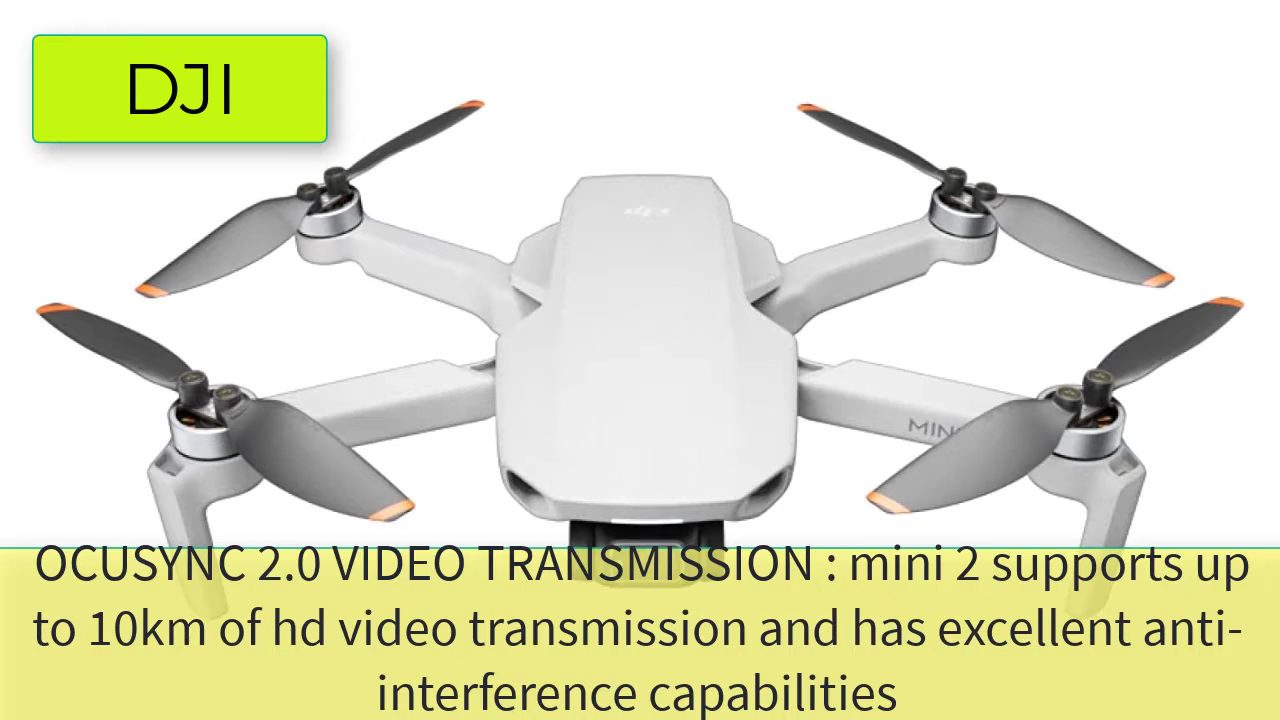 DJI
MINI
OCUSYNC 2.0 VIDEO TRANSMISSION : mini 2 supports up
to 10km of hd video transmission and has excellent anti-
interference capabilities